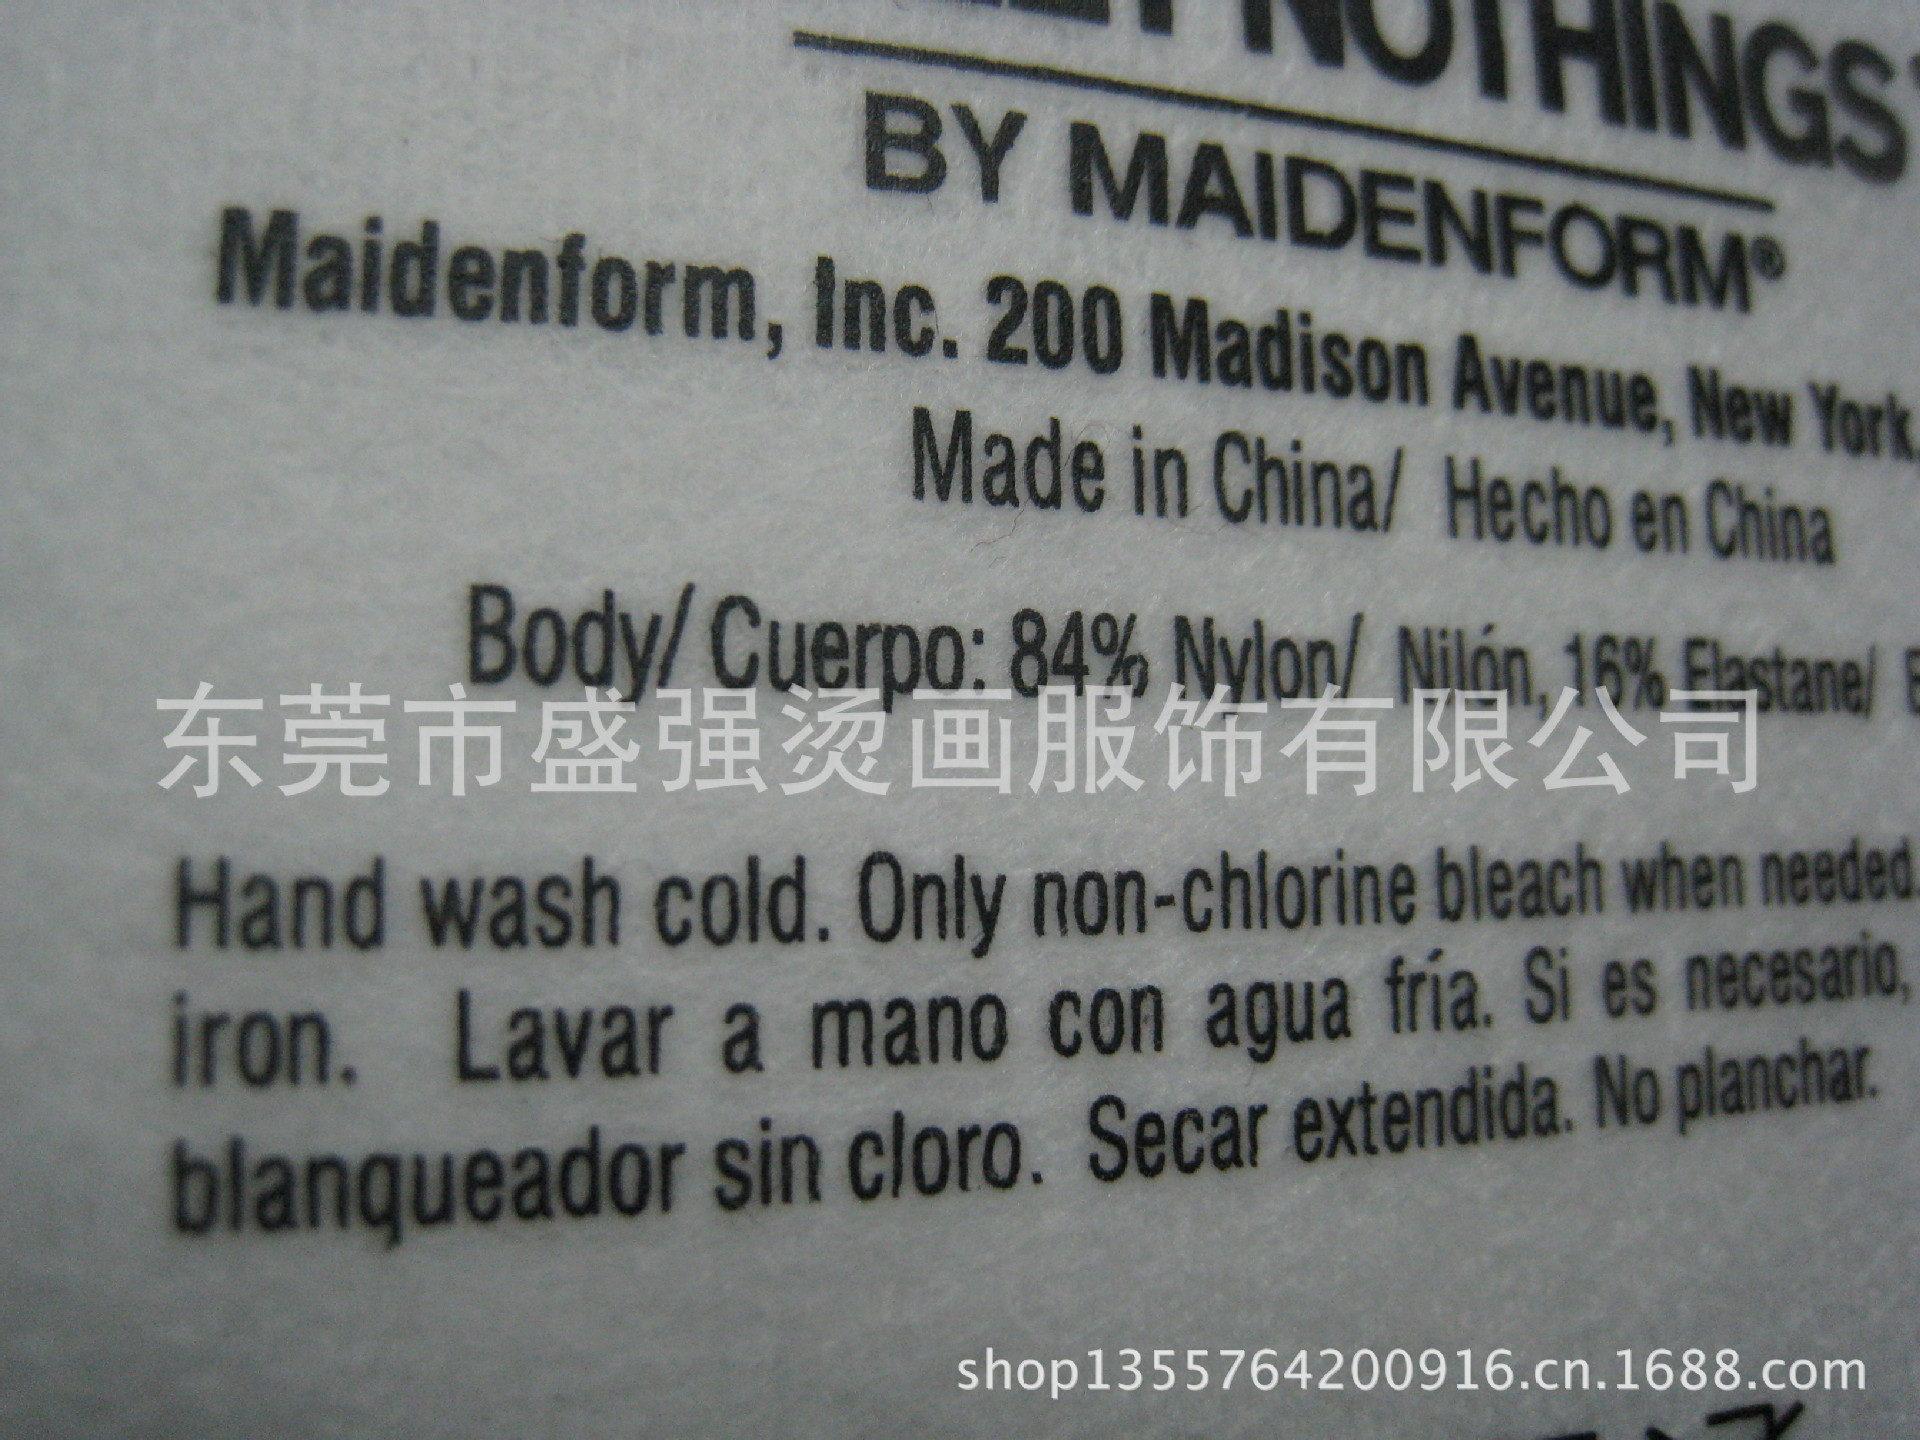 NOTHINGS
BY MAIDENFORM®
Maidenform, Inc. 200 Madison Avenue, New York,
Made in China/ Hecho en China
Body/ Cuerpo: 84% Nylon/ Nilón, 16% Elastane/
东莞市盛强烫画服饰有限公司
Hand wash cold. Only non-chlorine bleach when needed.
iron. Lavar a mano con agua fría. Si es necesario,
blanqueador sin cloro. Secar extendida. No planchar.
shop1355764200916.cn.1688.com